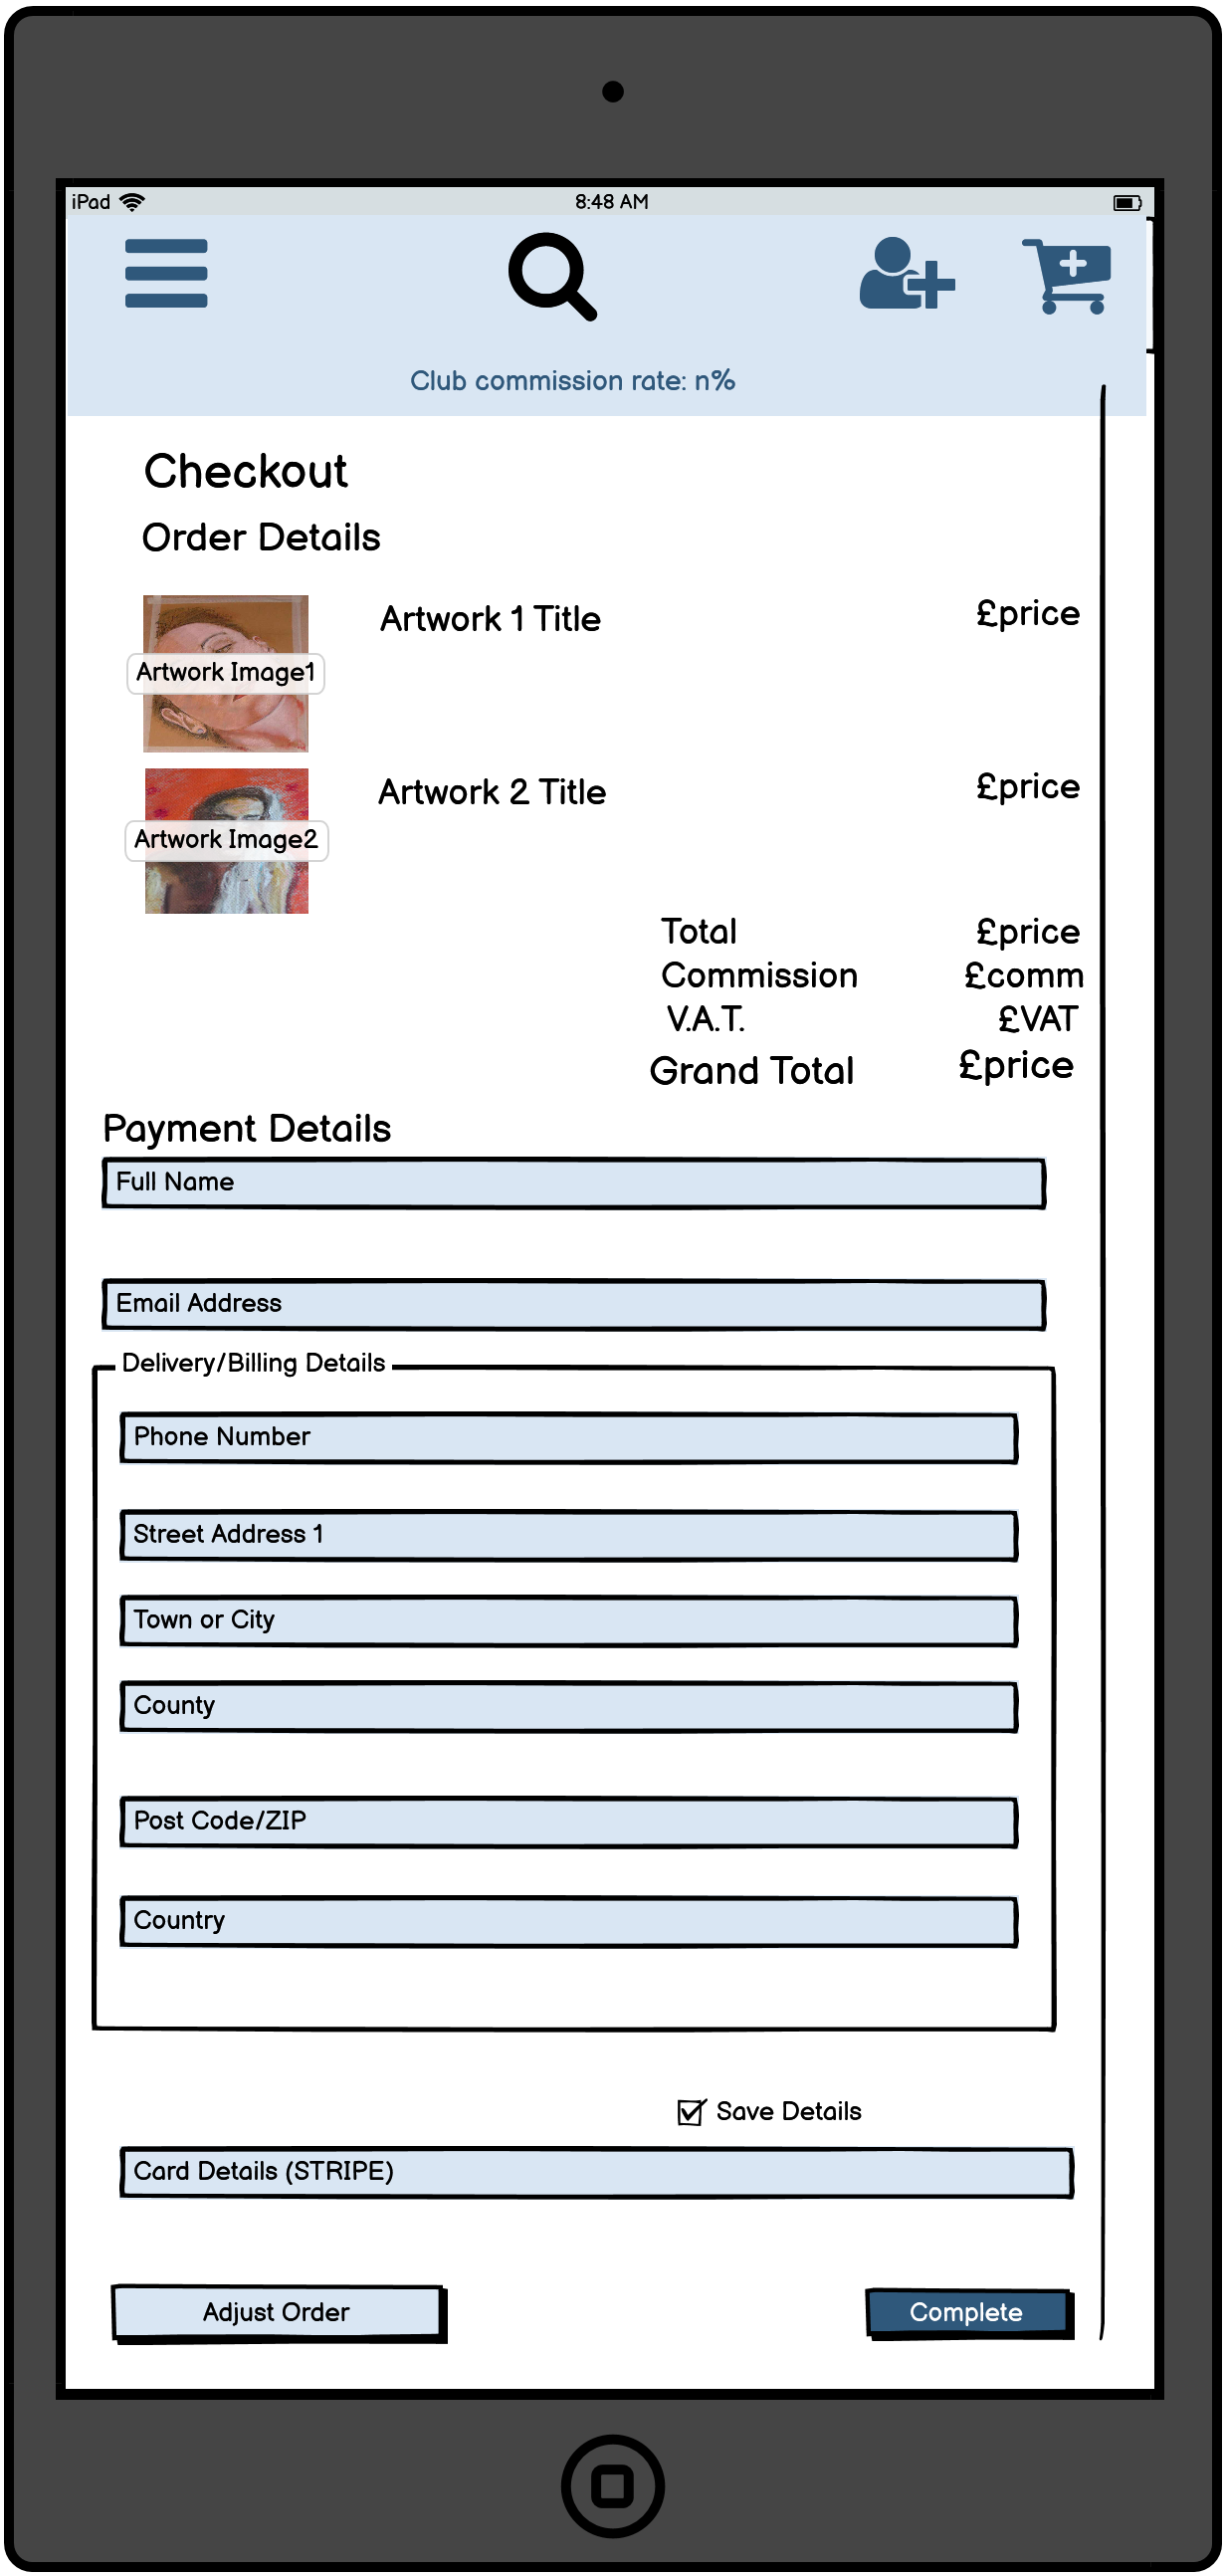 iPad 8:48 AM
Club commission rate: n%
Checkout
Order Details
Artwork 1 Title £price
Artwork Image1
Artwork 2 Title £price
Artwork Image2
Total £price
Commission £comm
V.A.T. £VAT
Grand Total £price
Payment Details
Full Name
Email Address
Delivery/Billing Details
Phone Number
Street Address 1
Town or City
County
Post Code/ZIP
Country
Save Details
Card Details (STRIPE)
Adjust Order Complete